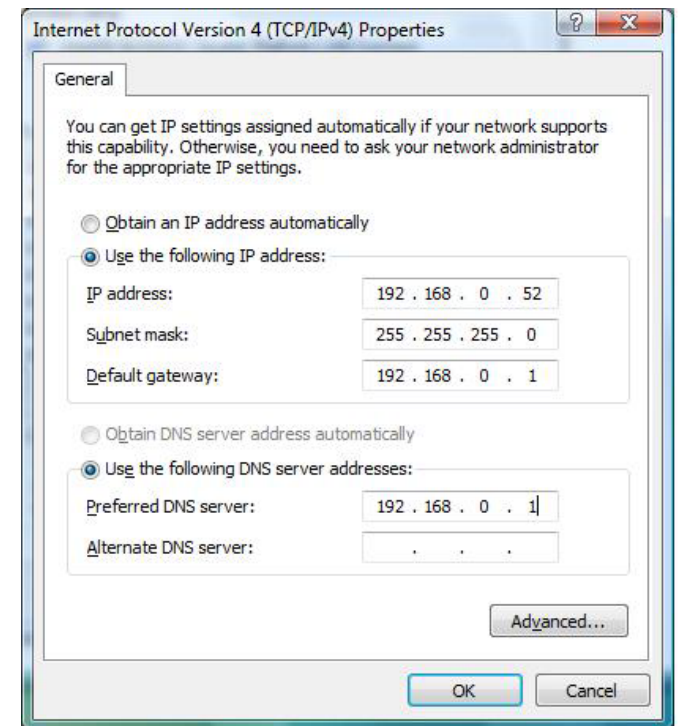 Internet Protocol Version 4 (TCP/IPv4) Properties
General
You can get IP settings assigned automatically if your network supports
this capability. Otherwise, you need to ask your network administrator
for the appropriate IP settings.
Obtain an IP address automatically
Use the following IP address:
IP address: 192 . 168 . 0 . 52
Subnet mask: 255 . 255 . 255 . 0
Default gateway: 192 . 168 . 0 . 1
Obtain DNS server address automatically
Use the following DNS server addresses:
Preferred DNS server: 192 . 168 . 0 . 1
Alternate DNS server: . . .
Advanced...
OK Cancel